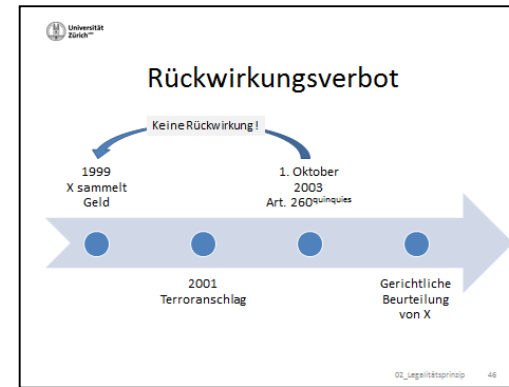 Universität
Zürich^UZH
Rückwirkungsverbot
Keine Rückwirkung!
1999
X sammelt
Geld
1. Oktober
2003
Art. 260quinquies
2001
Terroranschlag
Gerichtliche
Beurteilung
von X
02_Legalitätsprinzip 46